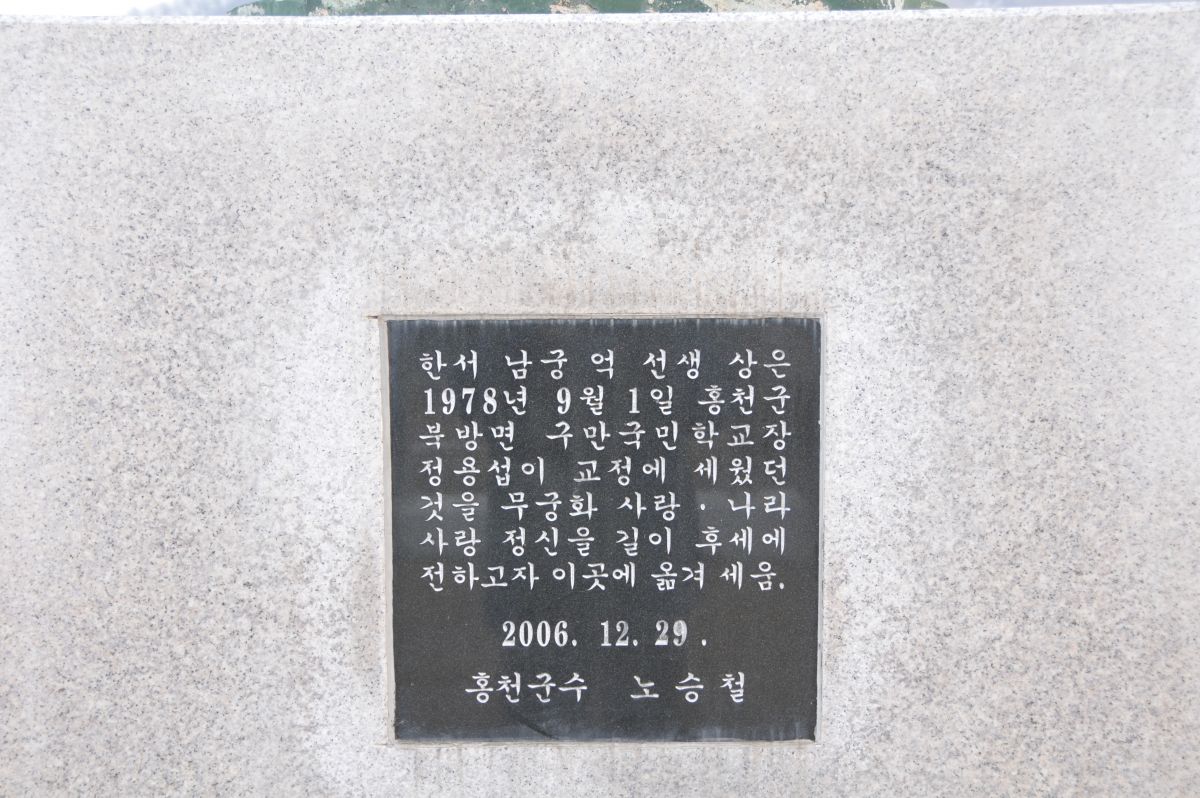 한서 남궁 억 선생 상은
1978년 9월 1일 홍천군
북방면 구만국민학교장
정용섭이 교정에 세웠던
것을 무궁화 사랑 · 나라
사랑 정신을 길이 후세에
전하고자 이곳에 옮겨 세움.
2006. 12. 29 .
홍천군수 노승철